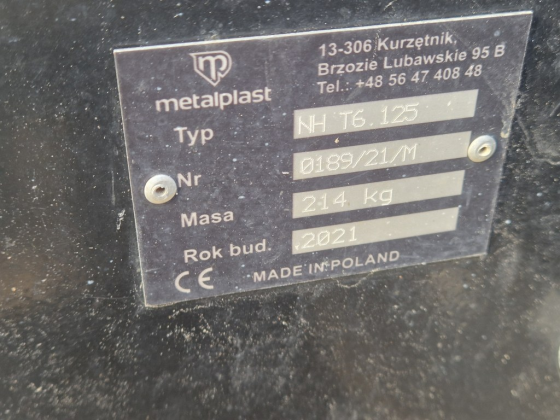 metalplast
13-306 Kurzętnik,
Brzozie Lubawskie 95 B
Tel.: +48 56 47 408 48
Typ NH T6.125
Nr 0189/21/M
Masa 214 kg
Rok bud. 2021
CE MADE IN POLAND